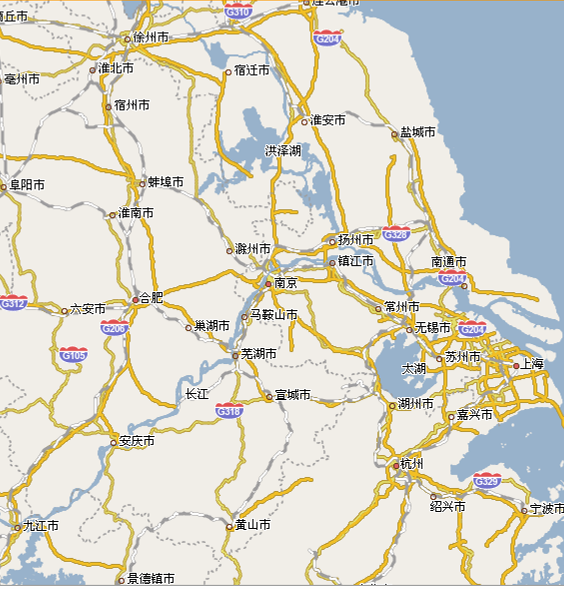 G310
G204
徐州市
淮北市
宿迁市
亳州市
宿州市
淮安市
盐城市
洪泽湖
阜阳市
蚌埠市
淮南市
滁州市
扬州市
G328
镇江市
南通市
G204
南京
合肥
G312
六安市
常州市
马鞍山市
巢湖市
G206
无锡市
G204
G105
芜湖市
苏州市
上海
太湖
长江
宣城市
湖州市
G318
嘉兴市
安庆市
杭州
G329
绍兴市
宁波市
九江市
黄山市
景德镇市